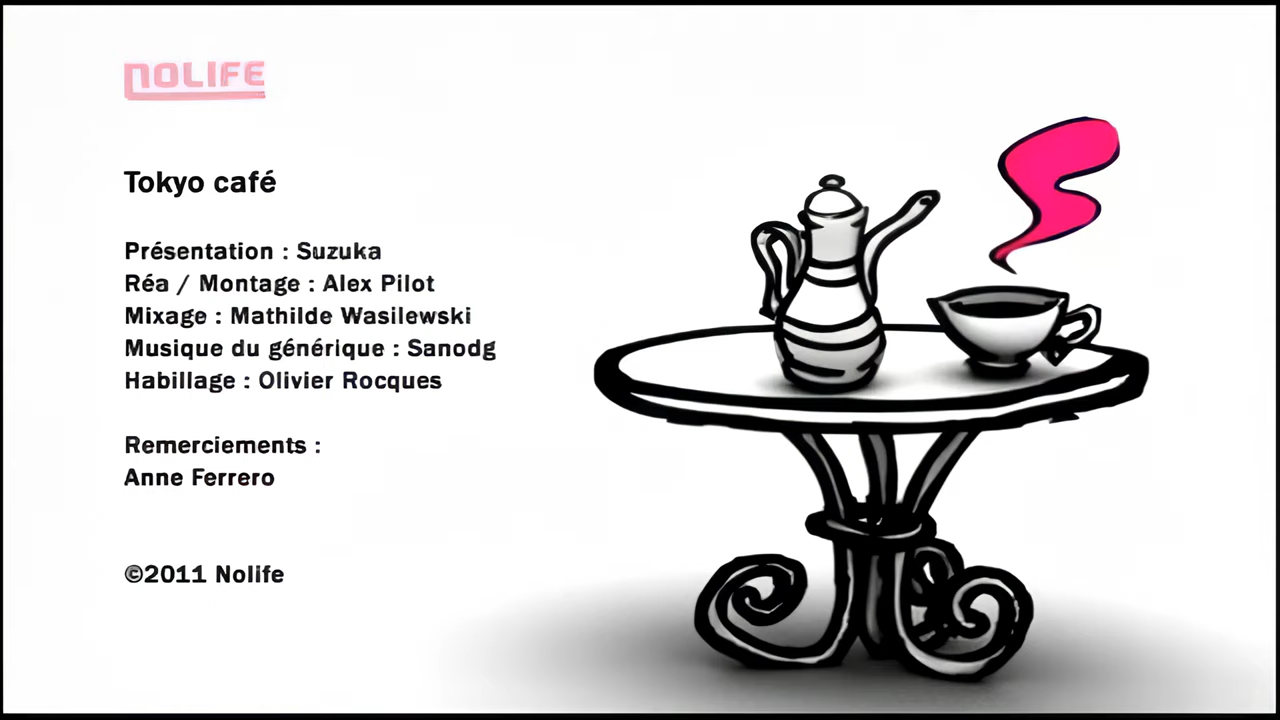 NOLIFE
Tokyo café
Présentation : Suzuka
Réa / Montage : Alex Pilot
Mixage : Mathilde Wasilewski
Musique du générique : Sanodg
Habillage : Olivier Rocques
Remerciements :
Anne Ferrero
©2011 Nolife